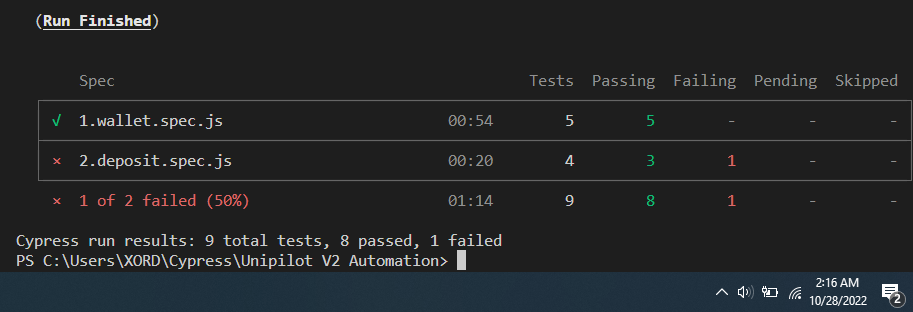 (Run Finished)
Spec Tests Passing Failing Pending Skipped
√ 1.wallet.spec.js 00:54 5 5 - - -
× 2.deposit.spec.js 00:20 4 3 1 - -
× 1 of 2 failed (50%) 01:14 9 8 1 - -
Cypress run results: 9 total tests, 8 passed, 1 failed
PS C:\Users\XORD\Cypress\Unipilot V2 Automation>
2:16 AM
10/28/2022
2